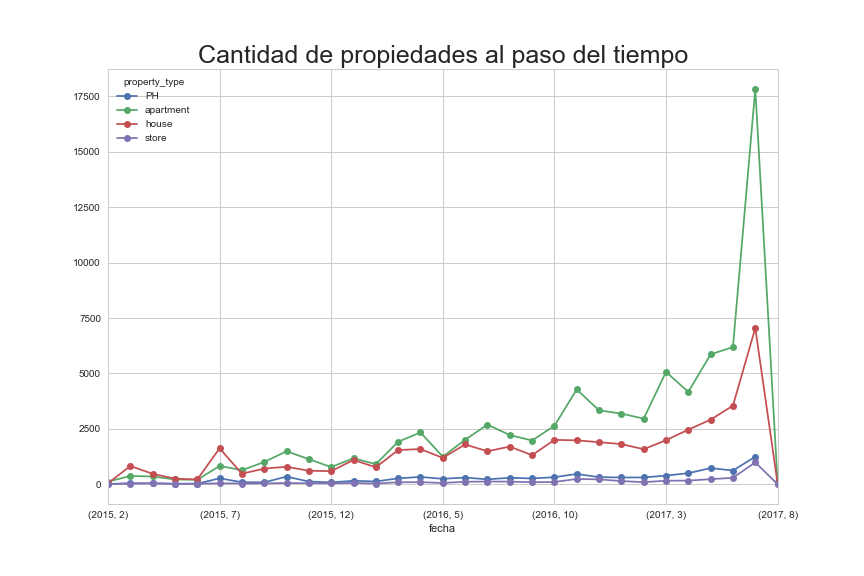 Cantidad de propiedades al paso del tiempo
property_type
PH
apartment
house
store
17500
15000
12500
10000
7500
5000
2500
0
(2015, 2) (2015, 7) (2015, 12) (2016, 5) (2016, 10) (2017, 3) (2017, 8)
fecha